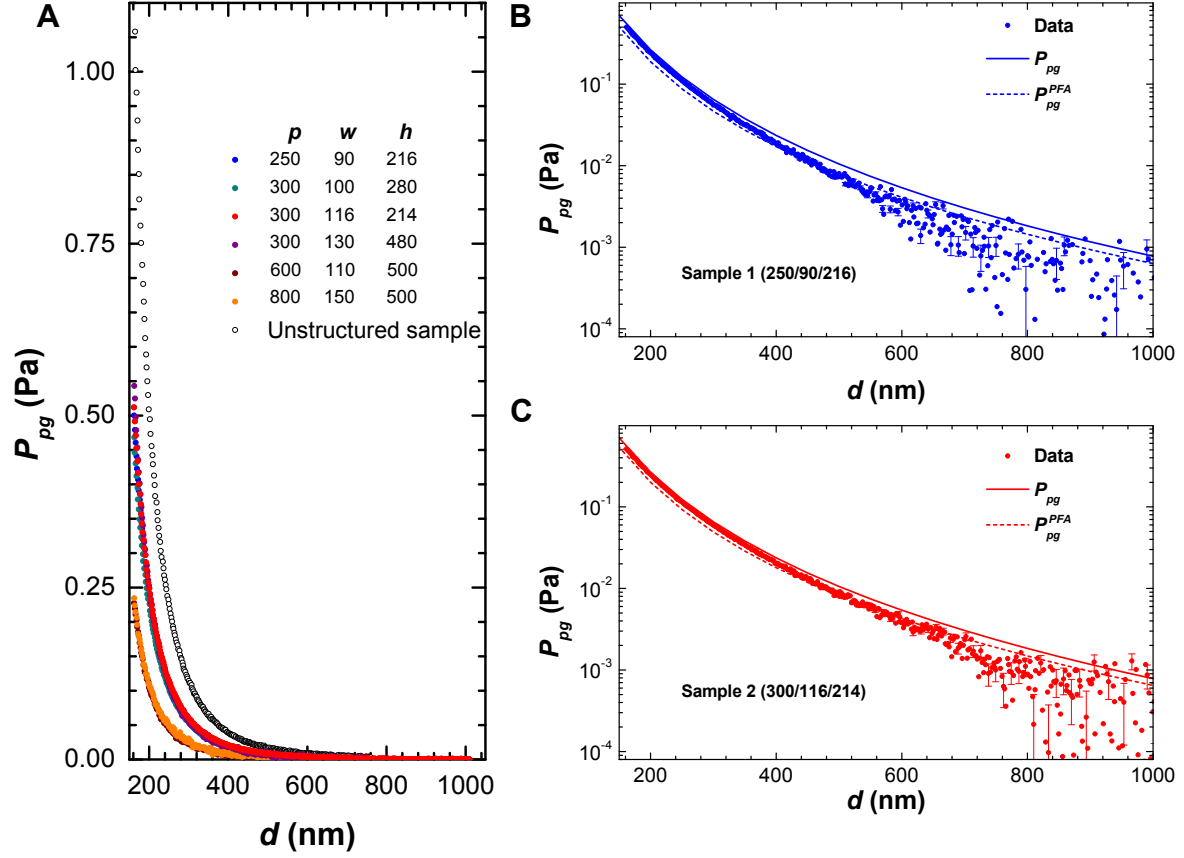 A
P_pg (Pa)
1.00
0.75
0.50
0.25
0.00
p w h
250 90 216
300 100 280
300 116 214
300 130 480
600 110 500
800 150 500
Unstructured sample
200 400 600 800 1000
d (nm)
B
P_pg (Pa)
10^-1
10^-2
10^-3
10^-4
Data
P_pg
P_pg^PFA
Sample 1 (250/90/216)
200 400 600 800 1000
d (nm)
C
P_pg (Pa)
10^-1
10^-2
10^-3
10^-4
Data
P_pg
P_pg^PFA
Sample 2 (300/116/214)
200 400 600 800 1000
d (nm)